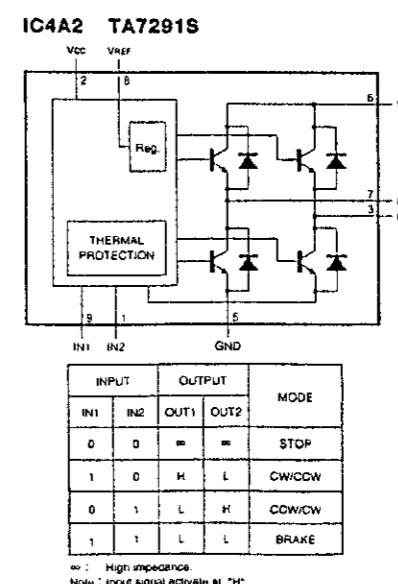 IC4A2 TA7291S
Vcc VREF
2 8
6
Reg.
7
3
THERMAL
PROTECTION
9 1 5
IN1 IN2 GND
INPUT OUTPUT MODE
IN1 IN2 OUT1 OUT2
0 0 ∞ ∞ STOP
1 0 H L CW/CCW
0 1 L H CCW/CW
1 1 L L BRAKE
∞ : High impedance.
Note : Input signal activate at "H"